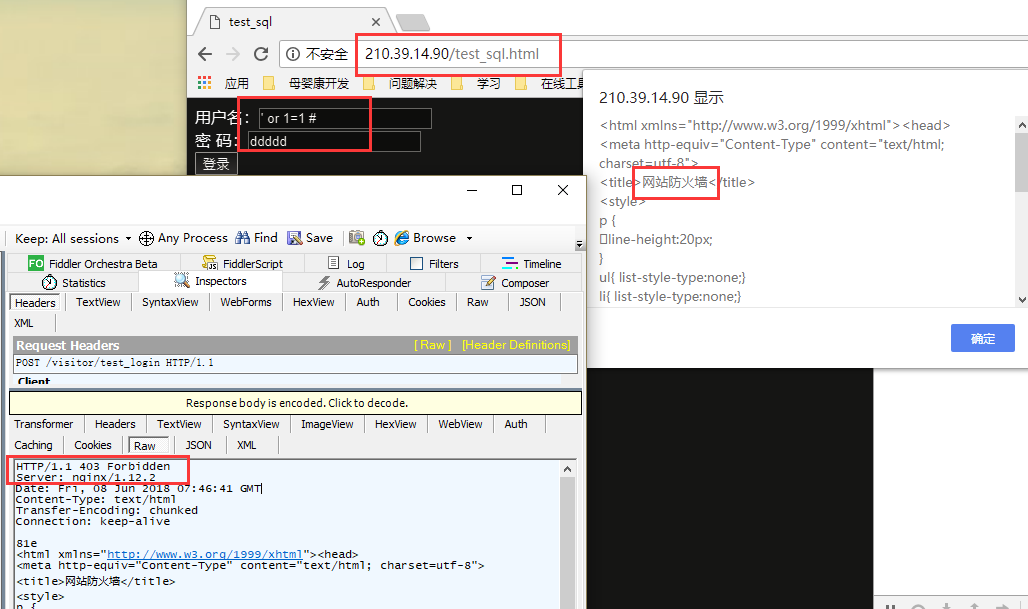 test_sql
不安全 210.39.14.90/test_sql.html
应用 母婴康开发 问题解决 学习 在线工具
用户名: ' or 1=1 #
密 码: ddddd
登录
210.39.14.90 显示
<html xmlns="http://www.w3.org/1999/xhtml"><head>
<meta http-equiv="Content-Type" content="text/html;
charset=utf-8">
<title>网站防火墙</title>
<style>
p {
line-height:20px;
}
ul{ list-style-type:none;}
li{ list-style-type:none;}
确定
Keep: All sessions Any Process Find Save Browse
FO Fiddler Orchestra Beta FiddlerScript Log Filters Timeline
Statistics Inspectors AutoResponder Composer
Headers TextView SyntaxView WebForms HexView Auth Cookies Raw JSON
XML
Request Headers [ Raw ] [Header Definitions]
POST /visitor/test_login HTTP/1.1
Client
Response body is encoded. Click to decode.
Transformer Headers TextView SyntaxView ImageView HexView WebView Auth
Caching Cookies Raw JSON XML
HTTP/1.1 403 Forbidden
Server: nginx/1.12.2
Date: Fri, 08 Jun 2018 07:46:41 GMT
Content-Type: text/html
Transfer-Encoding: chunked
Connection: keep-alive
81e
<html xmlns="http://www.w3.org/1999/xhtml"><head>
<meta http-equiv="Content-Type" content="text/html; charset=utf-8">
<title>网站防火墙</title>
<style>
p {